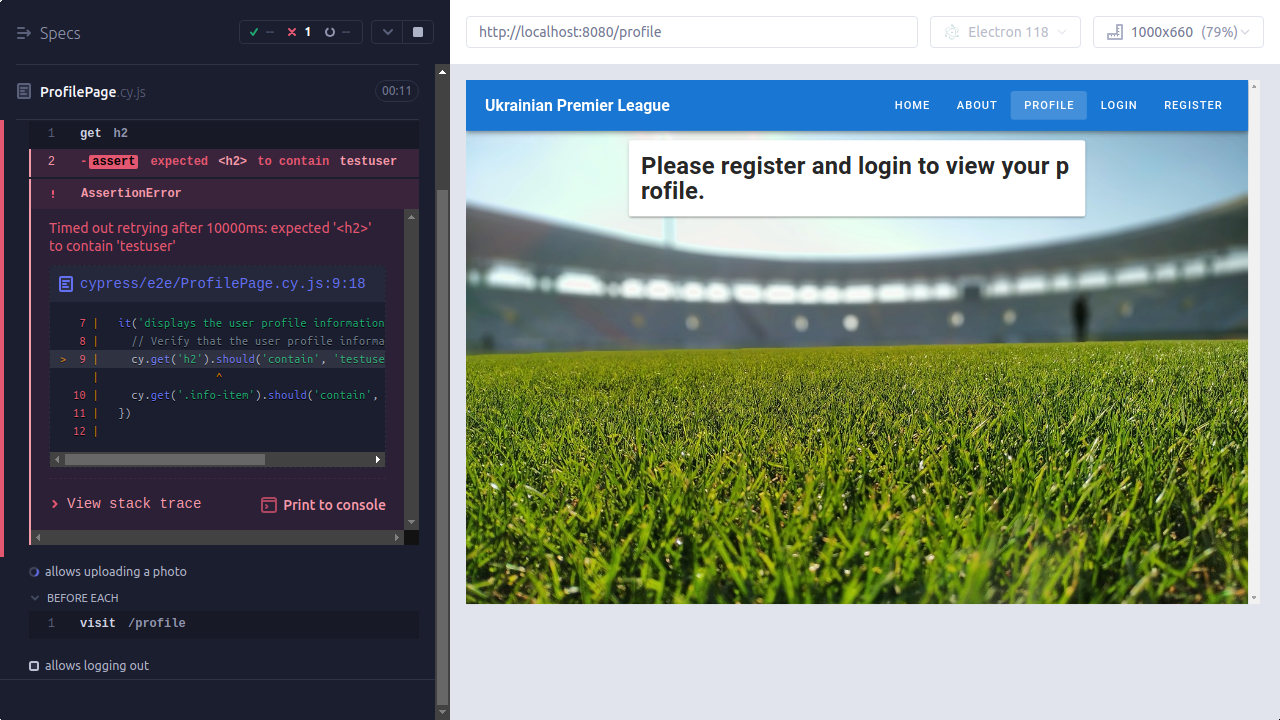 Specs
-- 1 --
ProfilePage.cy.js 00:11
1 get h2
2 -assert expected <h2> to contain testuser
! AssertionError
Timed out retrying after 10000ms: expected '<h2>'
to contain 'testuser'
cypress/e2e/ProfilePage.cy.js:9:18
7 | it('displays the user profile information
8 | // Verify that the user profile informa
> 9 | cy.get('h2').should('contain', 'testuse
| ^
10 | cy.get('.info-item').should('contain',
11 | })
12 |
View stack trace Print to console
allows uploading a photo
BEFORE EACH
1 visit /profile
allows logging out
http://localhost:8080/profile Electron 118 1000x660 (79%)
Ukrainian Premier League HOME ABOUT PROFILE LOGIN REGISTER
Please register and login to view your p
rofile.